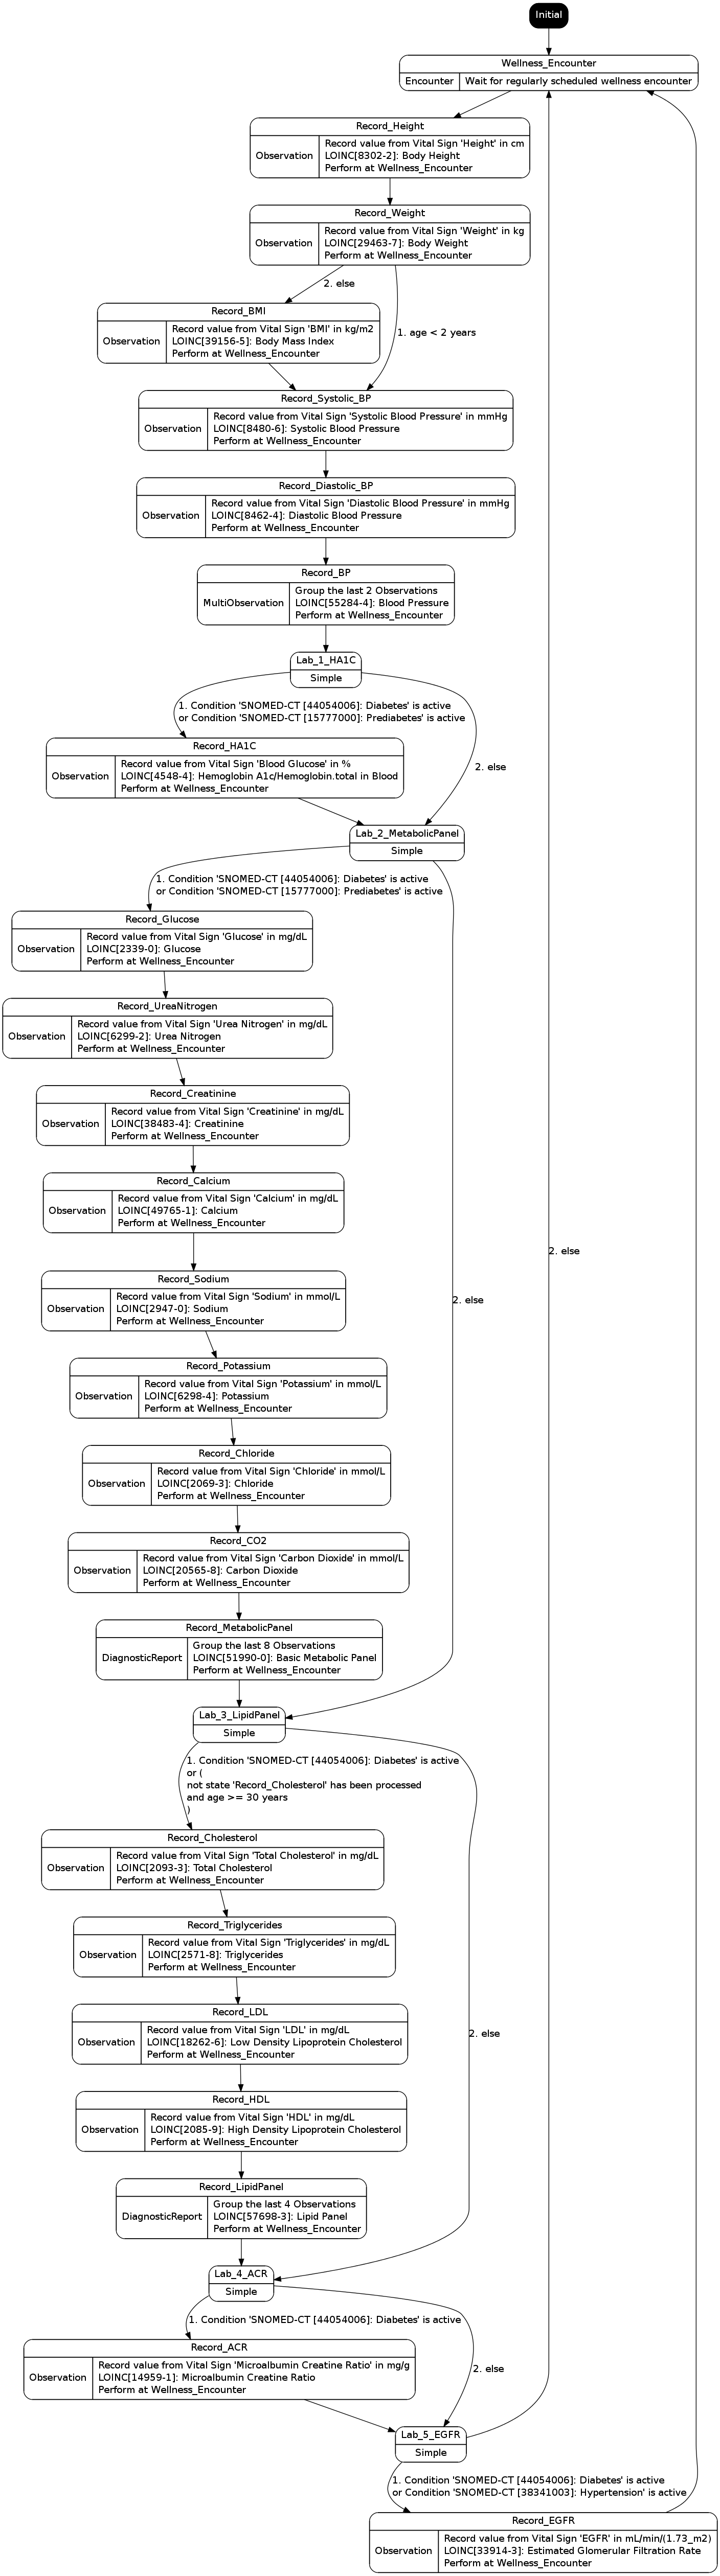 Initial
Wellness_Encounter
Encounter
Wait for regularly scheduled wellness encounter
Record_Height
Observation
Record value from Vital Sign 'Height' in cm
LOINC[8302-2]: Body Height
Perform at Wellness_Encounter
Record_Weight
Observation
Record value from Vital Sign 'Weight' in kg
LOINC[29463-7]: Body Weight
Perform at Wellness_Encounter
2. else
1. age < 2 years
Record_BMI
Observation
Record value from Vital Sign 'BMI' in kg/m2
LOINC[39156-5]: Body Mass Index
Perform at Wellness_Encounter
Record_Systolic_BP
Observation
Record value from Vital Sign 'Systolic Blood Pressure' in mmHg
LOINC[8480-6]: Systolic Blood Pressure
Perform at Wellness_Encounter
Record_Diastolic_BP
Observation
Record value from Vital Sign 'Diastolic Blood Pressure' in mmHg
LOINC[8462-4]: Diastolic Blood Pressure
Perform at Wellness_Encounter
Record_BP
MultiObservation
Group the last 2 Observations
LOINC[55284-4]: Blood Pressure
Perform at Wellness_Encounter
Lab_1_HA1C
Simple
1. Condition 'SNOMED-CT [44054006]: Diabetes' is active
or Condition 'SNOMED-CT [15777000]: Prediabetes' is active
2. else
Record_HA1C
Observation
Record value from Vital Sign 'Blood Glucose' in %
LOINC[4548-4]: Hemoglobin A1c/Hemoglobin.total in Blood
Perform at Wellness_Encounter
Lab_2_MetabolicPanel
Simple
1. Condition 'SNOMED-CT [44054006]: Diabetes' is active
or Condition 'SNOMED-CT [15777000]: Prediabetes' is active
2. else
Record_Glucose
Observation
Record value from Vital Sign 'Glucose' in mg/dL
LOINC[2339-0]: Glucose
Perform at Wellness_Encounter
Record_UreaNitrogen
Observation
Record value from Vital Sign 'Urea Nitrogen' in mg/dL
LOINC[6299-2]: Urea Nitrogen
Perform at Wellness_Encounter
Record_Creatinine
Observation
Record value from Vital Sign 'Creatinine' in mg/dL
LOINC[38483-4]: Creatinine
Perform at Wellness_Encounter
Record_Calcium
Observation
Record value from Vital Sign 'Calcium' in mg/dL
LOINC[49765-1]: Calcium
Perform at Wellness_Encounter
2. else
Record_Sodium
Observation
Record value from Vital Sign 'Sodium' in mmol/L
LOINC[2947-0]: Sodium
Perform at Wellness_Encounter
Record_Potassium
Observation
Record value from Vital Sign 'Potassium' in mmol/L
LOINC[6298-4]: Potassium
Perform at Wellness_Encounter
Record_Chloride
Observation
Record value from Vital Sign 'Chloride' in mmol/L
LOINC[2069-3]: Chloride
Perform at Wellness_Encounter
Record_CO2
Observation
Record value from Vital Sign 'Carbon Dioxide' in mmol/L
LOINC[20565-8]: Carbon Dioxide
Perform at Wellness_Encounter
Record_MetabolicPanel
DiagnosticReport
Group the last 8 Observations
LOINC[51990-0]: Basic Metabolic Panel
Perform at Wellness_Encounter
Lab_3_LipidPanel
Simple
1. Condition 'SNOMED-CT [44054006]: Diabetes' is active
or (
not state 'Record_Cholesterol' has been processed
and age >= 30 years
)
Record_Cholesterol
Observation
Record value from Vital Sign 'Total Cholesterol' in mg/dL
LOINC[2093-3]: Total Cholesterol
Perform at Wellness_Encounter
Record_Triglycerides
Observation
Record value from Vital Sign 'Triglycerides' in mg/dL
LOINC[2571-8]: Triglycerides
Perform at Wellness_Encounter
Record_LDL
Observation
Record value from Vital Sign 'LDL' in mg/dL
LOINC[18262-6]: Low Density Lipoprotein Cholesterol
Perform at Wellness_Encounter
2. else
Record_HDL
Observation
Record value from Vital Sign 'HDL' in mg/dL
LOINC[2085-9]: High Density Lipoprotein Cholesterol
Perform at Wellness_Encounter
Record_LipidPanel
DiagnosticReport
Group the last 4 Observations
LOINC[57698-3]: Lipid Panel
Perform at Wellness_Encounter
Lab_4_ACR
Simple
1. Condition 'SNOMED-CT [44054006]: Diabetes' is active
2. else
Record_ACR
Observation
Record value from Vital Sign 'Microalbumin Creatine Ratio' in mg/g
LOINC[14959-1]: Microalbumin Creatine Ratio
Perform at Wellness_Encounter
Lab_5_EGFR
Simple
1. Condition 'SNOMED-CT [44054006]: Diabetes' is active
or Condition 'SNOMED-CT [38341003]: Hypertension' is active
Record_EGFR
Observation
Record value from Vital Sign 'EGFR' in mL/min/(1.73_m2)
LOINC[33914-3]: Estimated Glomerular Filtration Rate
Perform at Wellness_Encounter